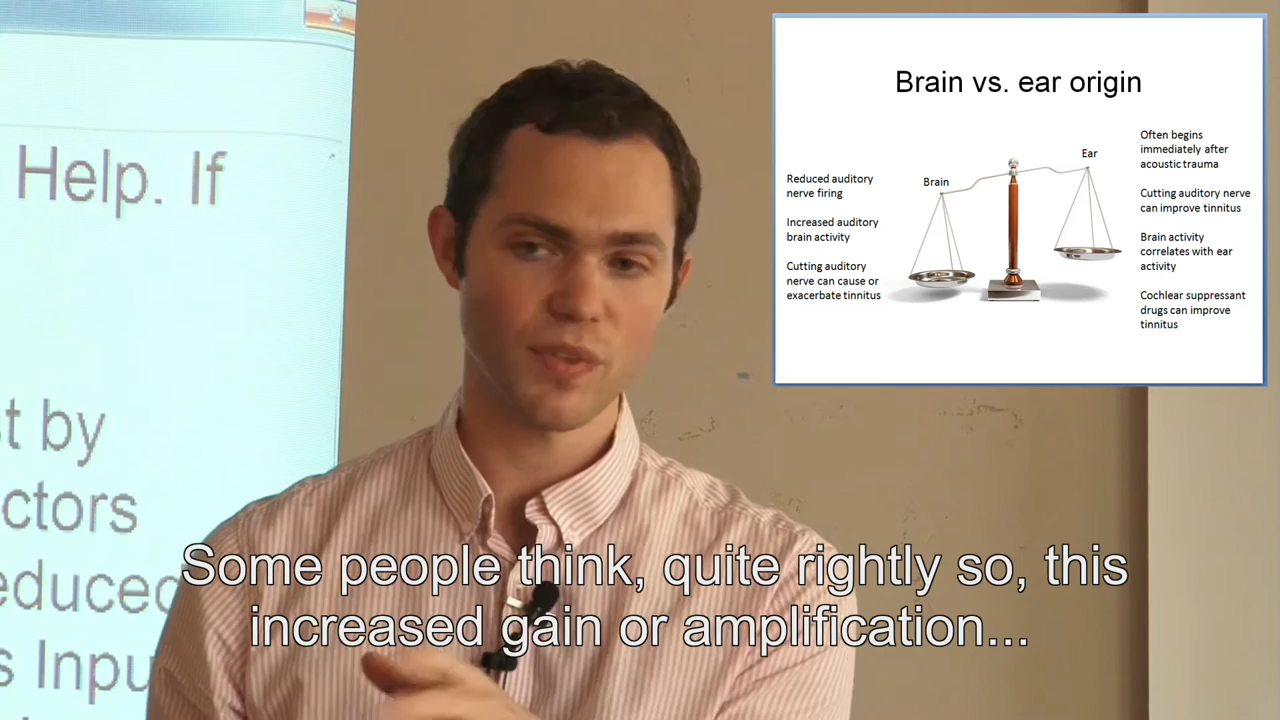 Help. If
t by
ctors
educed
s Inpu
Brain vs. ear origin
Brain
Ear
Reduced auditory
nerve firing
Increased auditory
brain activity
Cutting auditory
nerve can cause or
exacerbate tinnitus
Often begins
immediately after
acoustic trauma
Cutting auditory nerve
can improve tinnitus
Brain activity
correlates with ear
activity
Cochlear suppressant
drugs can improve
tinnitus
Some people think, quite rightly so, this
increased gain or amplification...